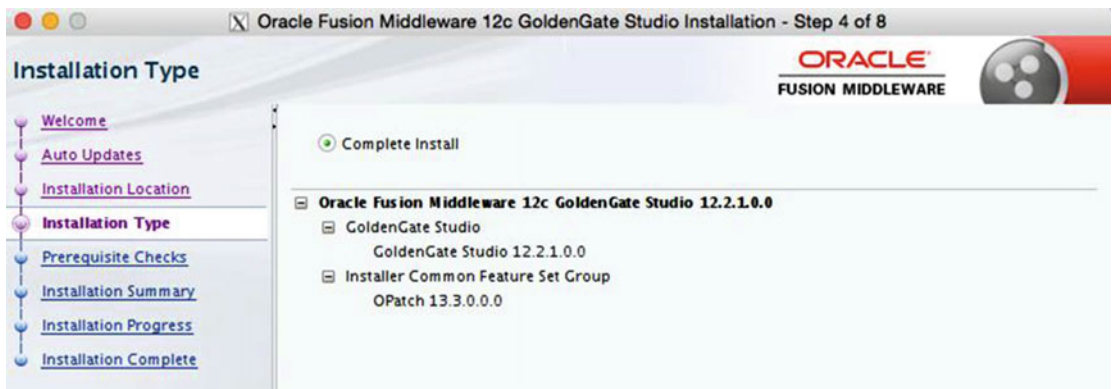 Oracle Fusion Middleware 12c GoldenGate Studio Installation - Step 4 of 8
Installation Type
ORACLE
FUSION MIDDLEWARE
Welcome
Auto Updates
Installation Location
Installation Type
Prerequisite Checks
Installation Summary
Installation Progress
Installation Complete
Complete Install
Oracle Fusion Middleware 12c GoldenGate Studio 12.2.1.0.0
GoldenGate Studio
GoldenGate Studio 12.2.1.0.0
Installer Common Feature Set Group
OPatch 13.3.0.0.0